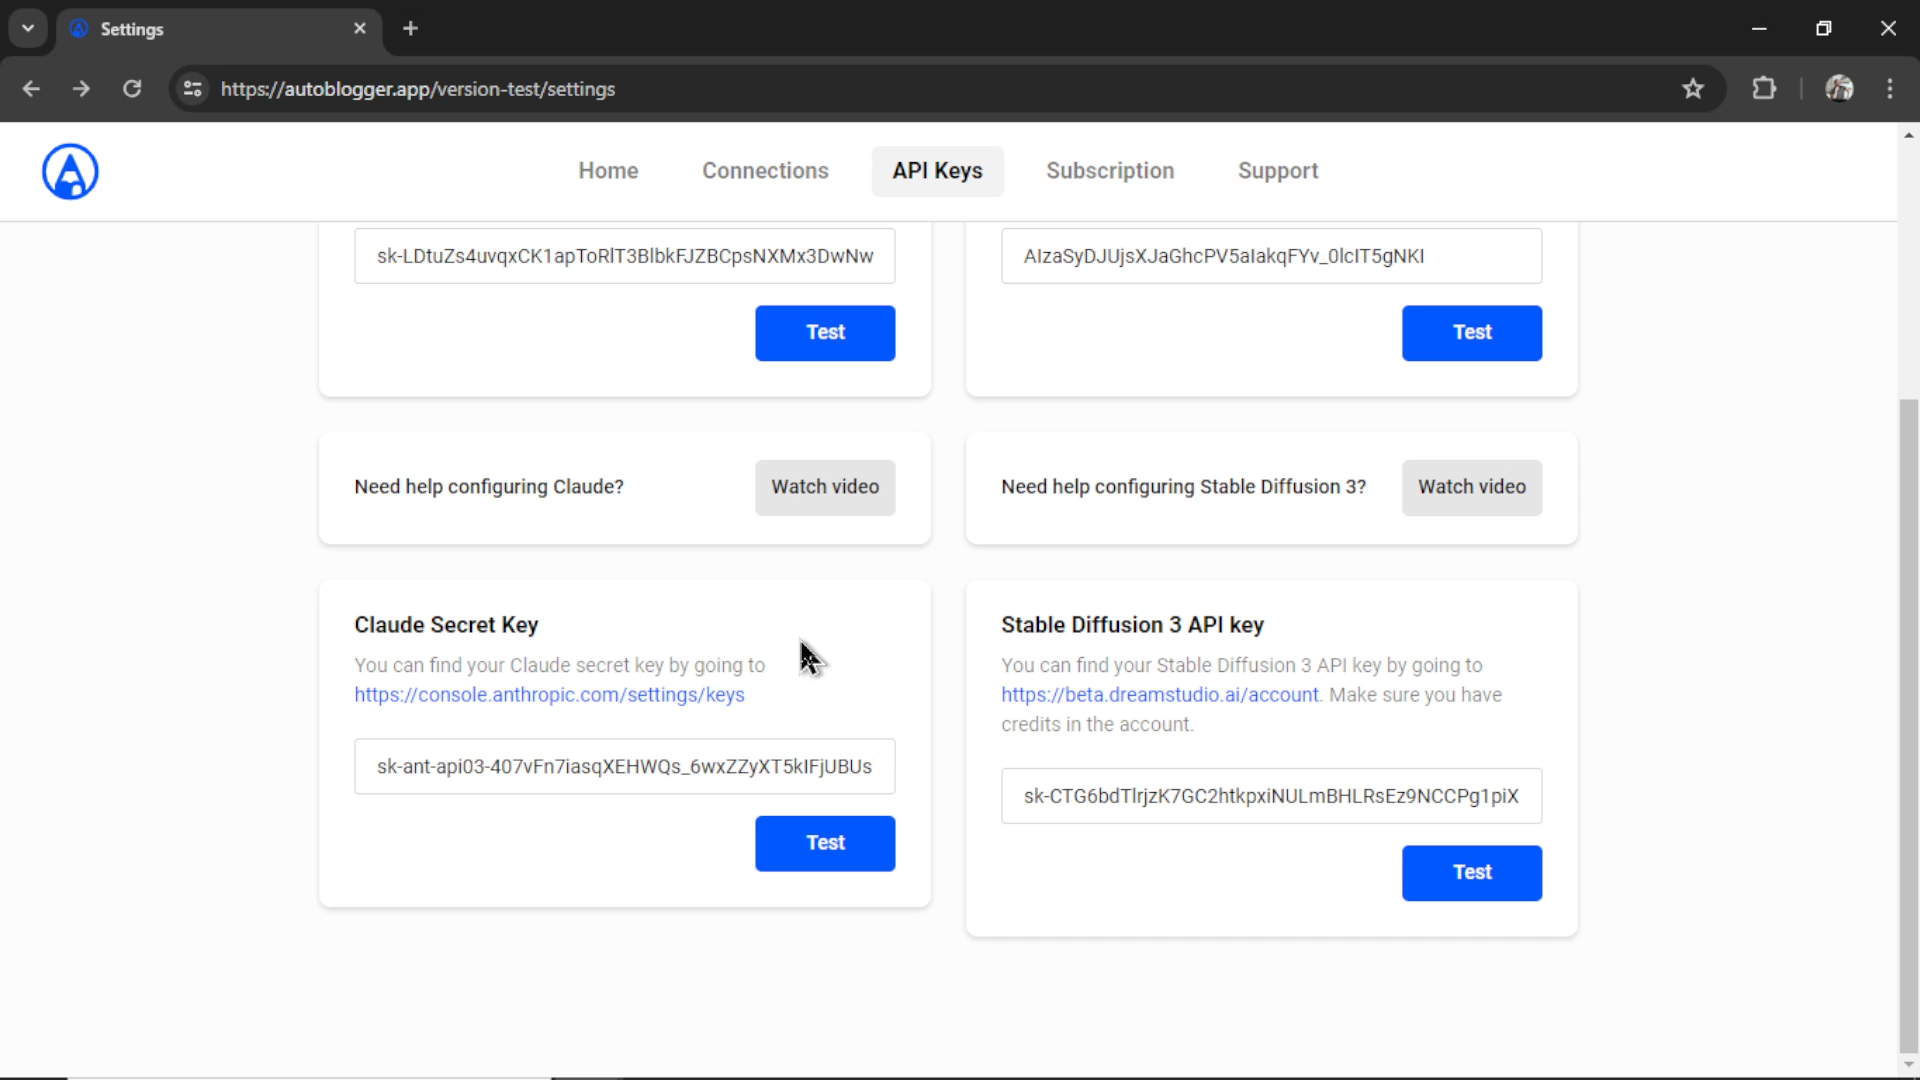 Settings
https://autoblogger.app/version-test/settings
Home Connections API Keys Subscription Support
Test
Test
Need help configuring Claude?
Watch video
Need help configuring Stable Diffusion 3?
Watch video
Claude Secret Key
You can find your Claude secret key by going to
https://console.anthropic.com/settings/keys
Test
Stable Diffusion 3 API key
You can find your Stable Diffusion 3 API key by going to
https://beta.dreamstudio.ai/account. Make sure you have
credits in the account.
Test